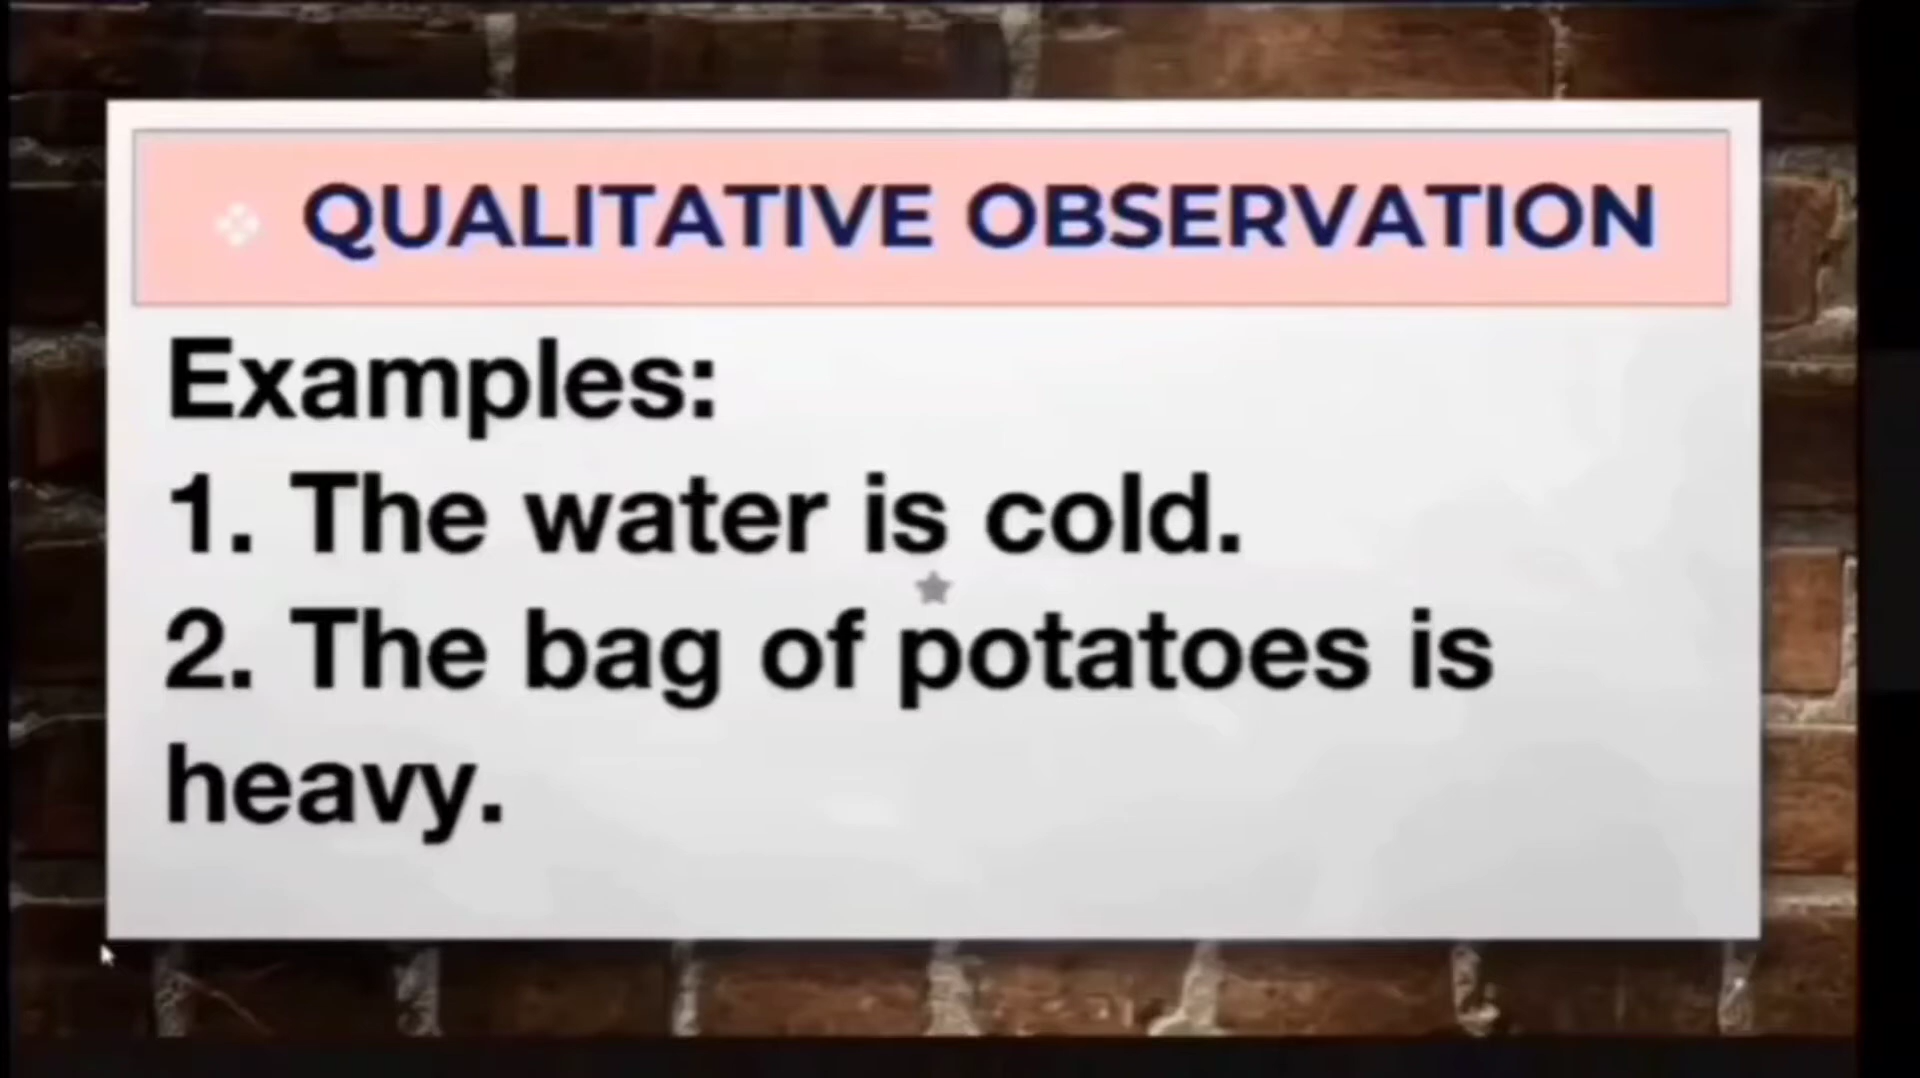 QUALITATIVE OBSERVATION
Examples:
1. The water is cold.
2. The bag of potatoes is
heavy.